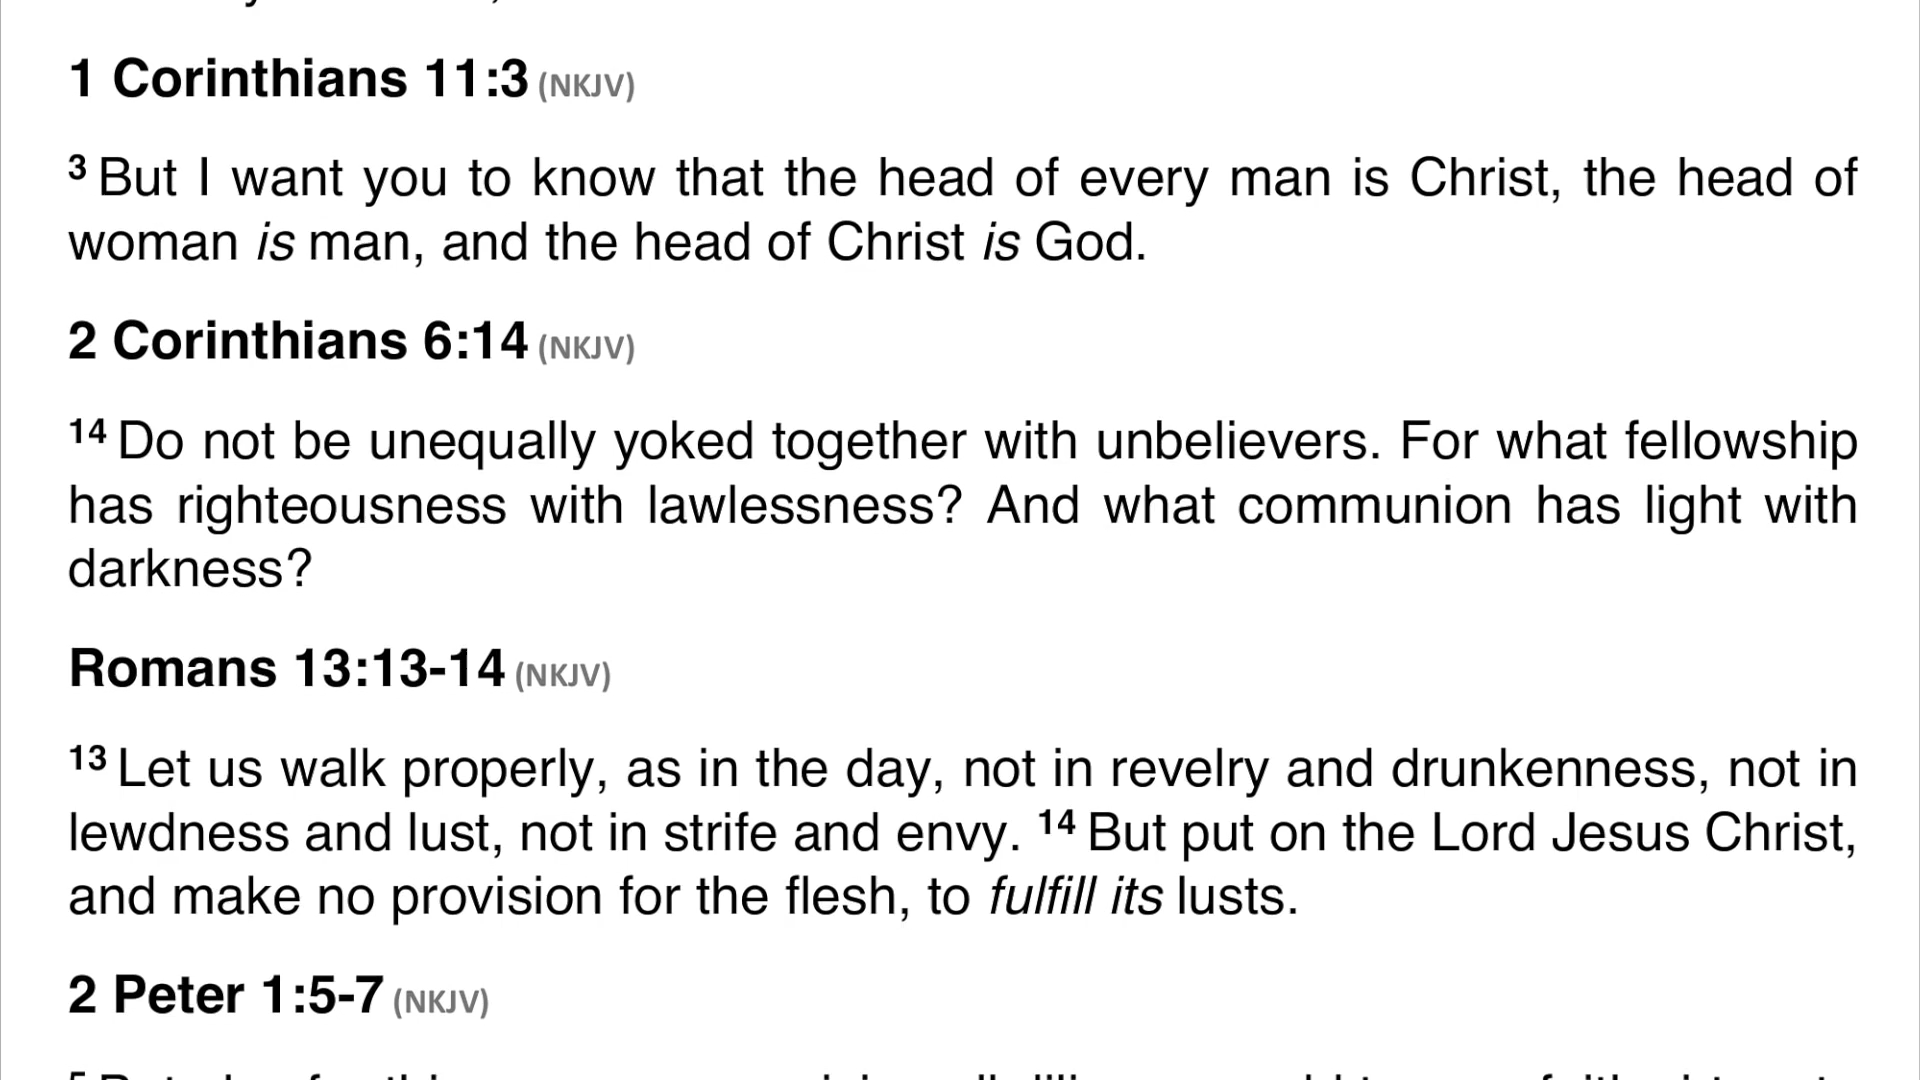 1 Corinthians 11:3 (NKJV)
3 But I want you to know that the head of every man is Christ, the head of
woman is man, and the head of Christ is God.
2 Corinthians 6:14 (NKJV)
14 Do not be unequally yoked together with unbelievers. For what fellowship
has righteousness with lawlessness? And what communion has light with
darkness?
Romans 13:13-14 (NKJV)
13 Let us walk properly, as in the day, not in revelry and drunkenness, not in
lewdness and lust, not in strife and envy. 14 But put on the Lord Jesus Christ,
and make no provision for the flesh, to fulfill its lusts.
2 Peter 1:5-7 (NKJV)